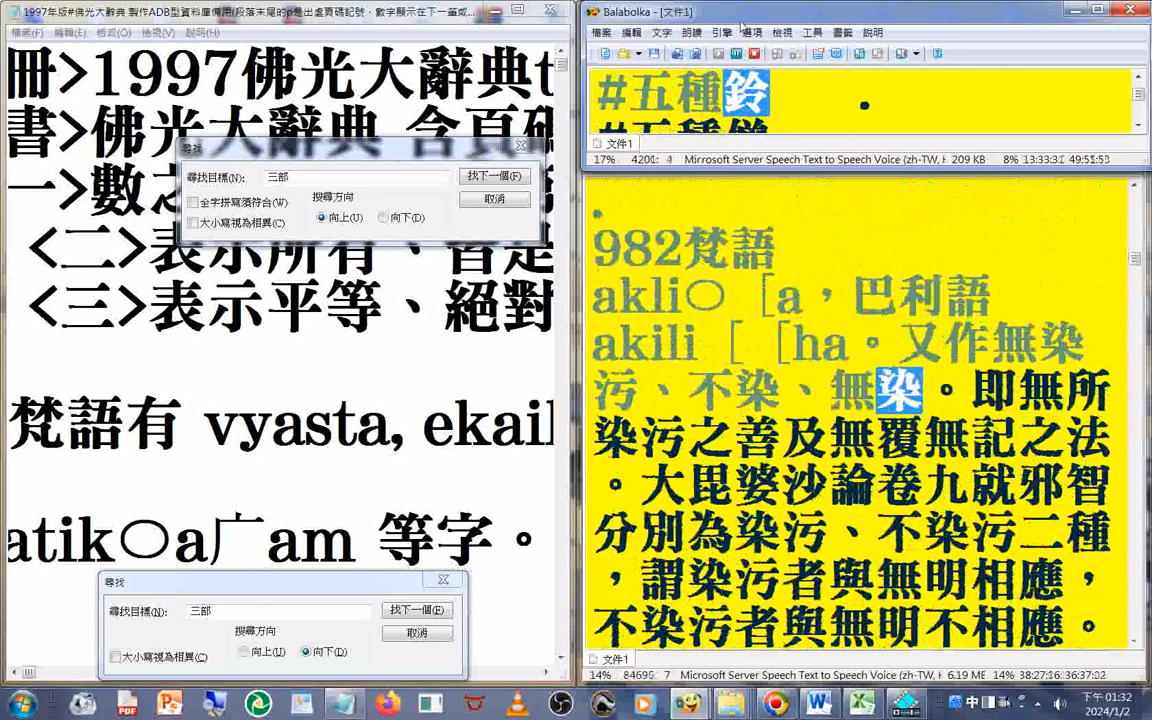 1997年版#佛光大辭典 製作ADB型資料庫備用(段落末尾的p是出處頁碼記號，數字顯示在下一筆或...
檔案(F) 編輯(E) 格式(O) 檢視(V) 說明(H)
冊>1997佛光大辭典t
書>佛光大辭典 含頁碼
一>數之
<二>表示所有、皆是
<三>表示平等、絕對
梵語有 vyasta, ekail
atik○a广am 等字。
尋找
尋找目標(N): 三部 找下一個(F)
全字拼寫須符合(W) 搜尋方向 取消
大小寫視為相異(C) 向上(U) 向下(D)
尋找
尋找目標(N): 三部 找下一個(F)
搜尋方向 取消
大小寫視為相異(C) 向上(U) 向下(D)
Balabolka - [文件1]
檔案 編輯 文字 朗讀 引擎 選項 檢視 工具 書籤 說明
#五種鈴
#五種僧
文件1
17% 4201: 4 Microsoft Server Speech Text to Speech Voice (zh-TW, H 209 KB 8% 13:33:31 49:51:53
982梵語
akli○［a，巴利語
akili［［ha。又作無染
污、不染、無染。即無所
染污之善及無覆無記之法
。大毘婆沙論卷九就邪智
分別為染污、不染污二種
，謂染污者與無明相應，
不染污者與無明不相應。
文件1
14% 84695: 7 Microsoft Server Speech Text to Speech Voice (zh-TW, H 6.19 MB 38:27:16 36:37:02
中
下午 01:32
2024/1/2